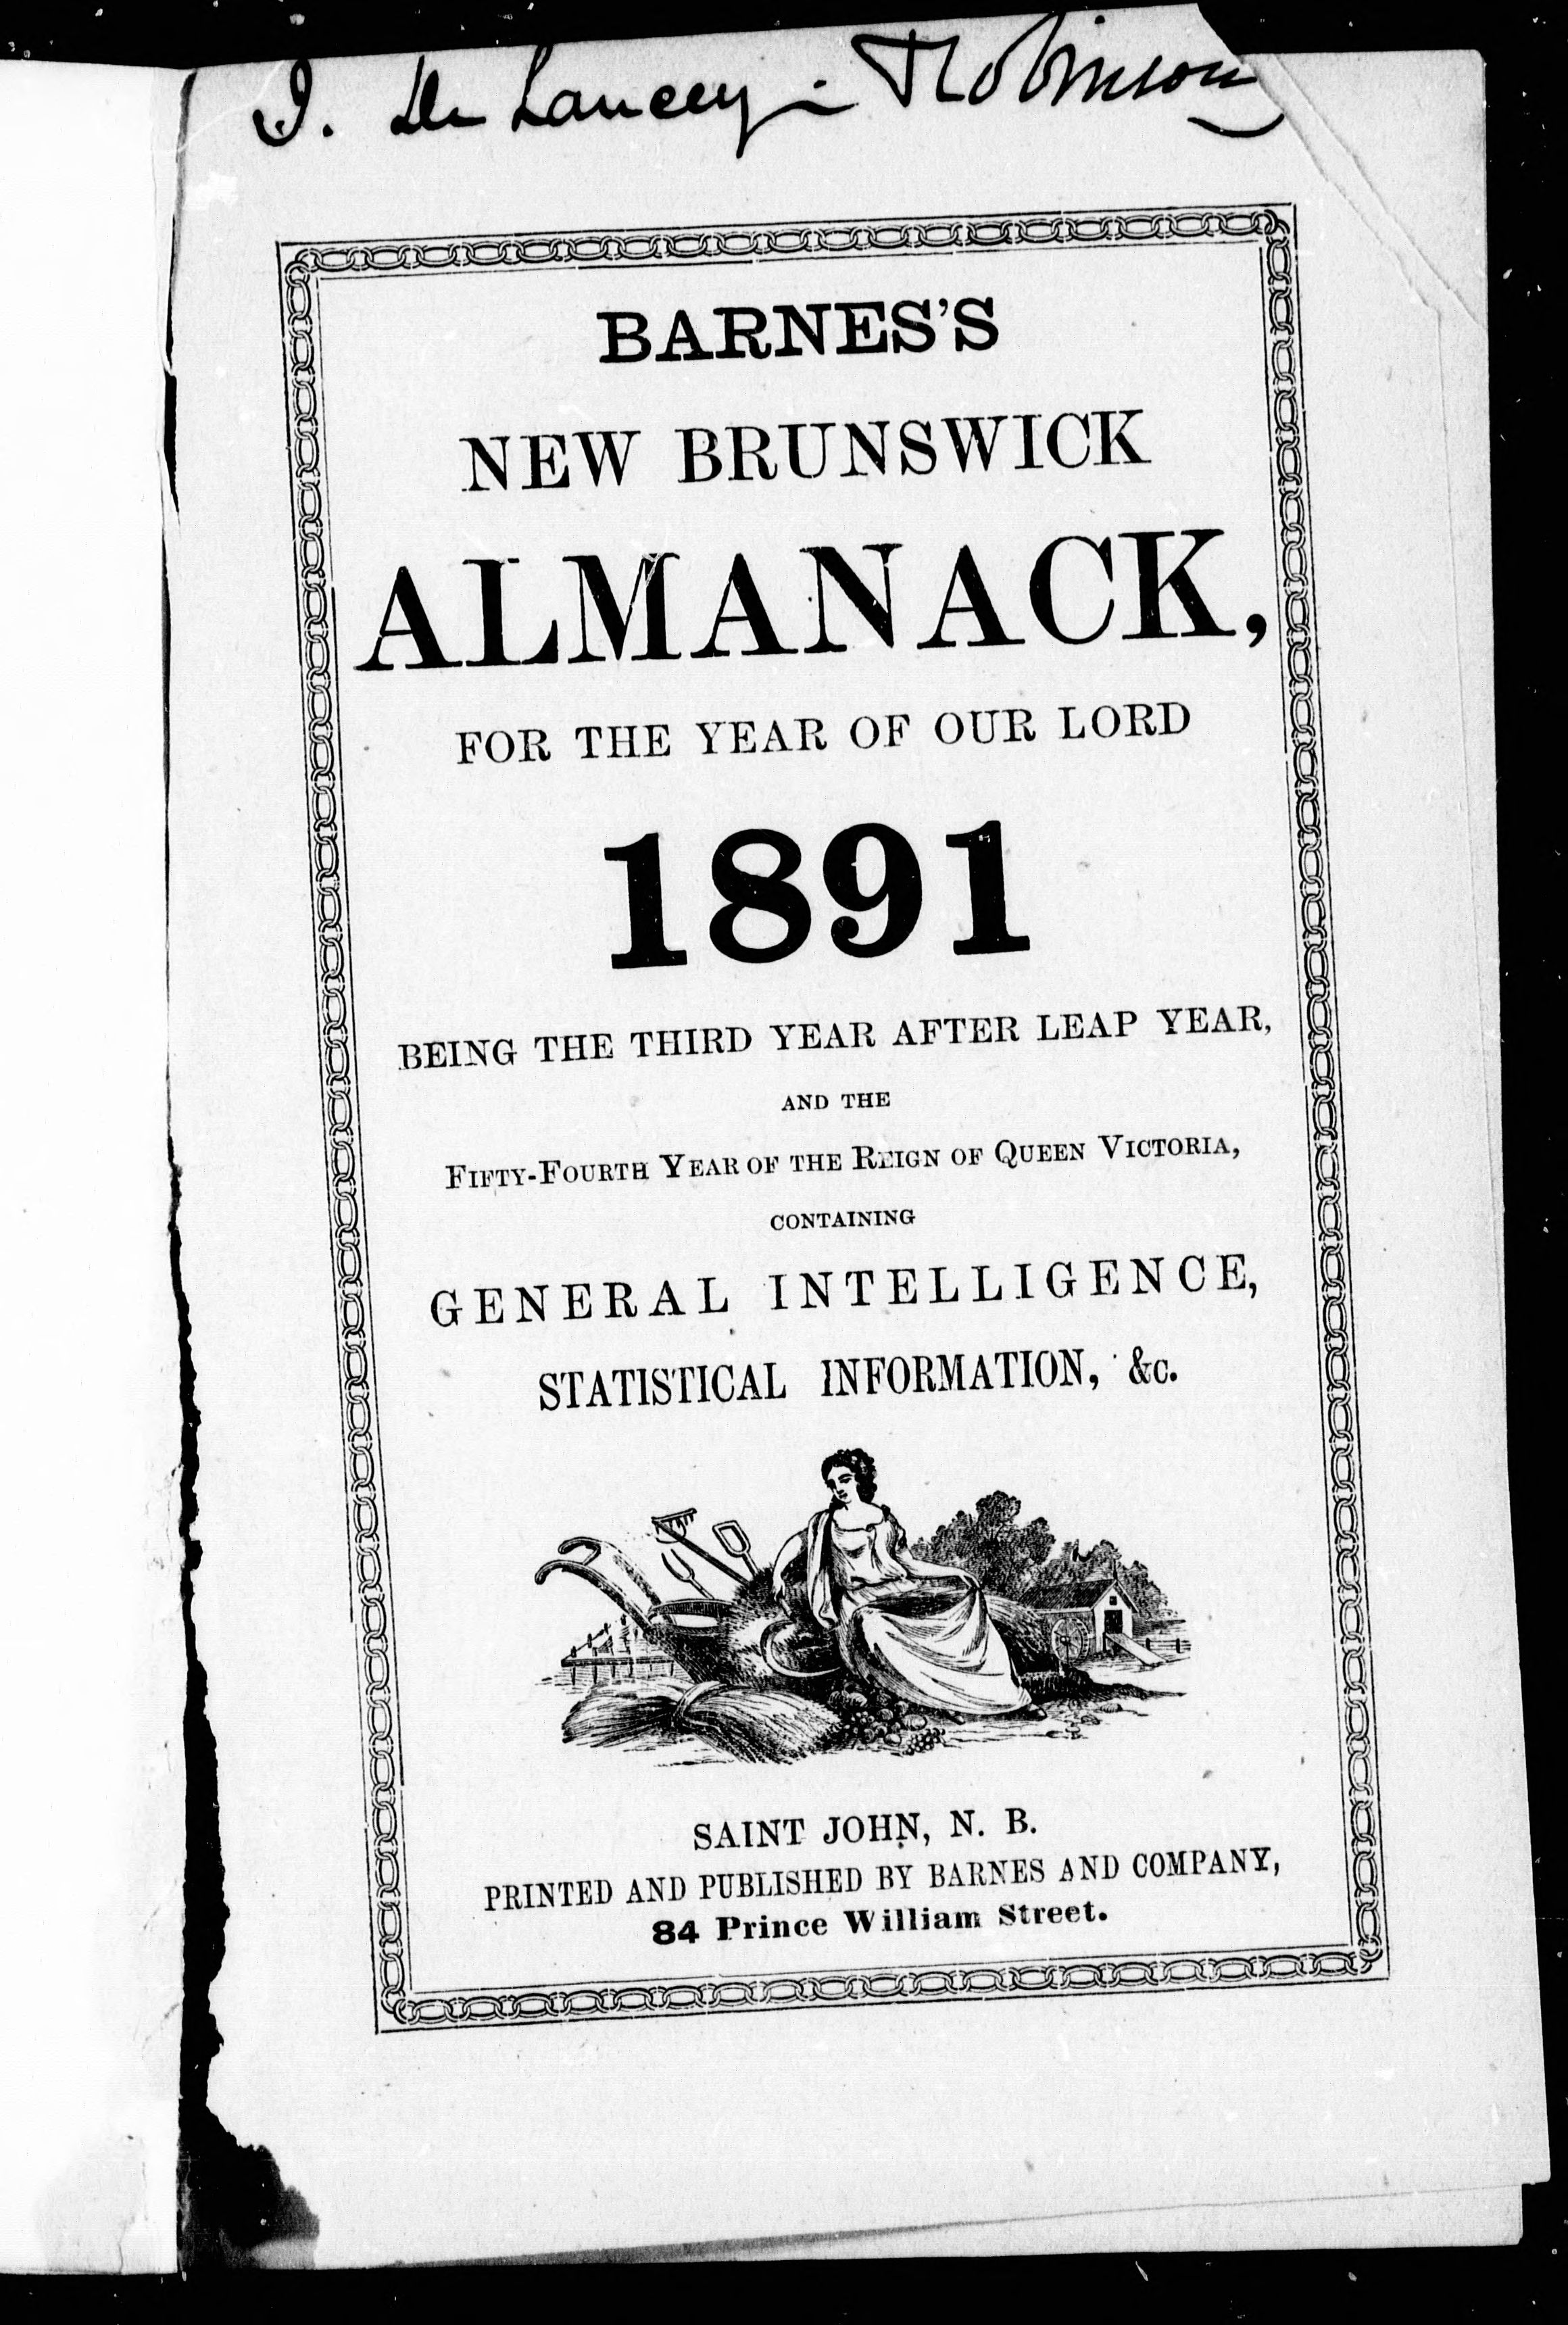 J. De Lancey - Robinson
BARNES'S
NEW BRUNSWICK
ALMANACK,
FOR THE YEAR OF OUR LORD
1891
BEING THE THIRD YEAR AFTER LEAP YEAR,
AND THE
FIFTY-FOURTH YEAR OF THE REIGN OF QUEEN VICTORIA,
CONTAINING
GENERAL INTELLIGENCE,
STATISTICAL INFORMATION, &c.
SAINT JOHN, N. B.
PRINTED AND PUBLISHED BY BARNES AND COMPANY,
84 Prince William Street.